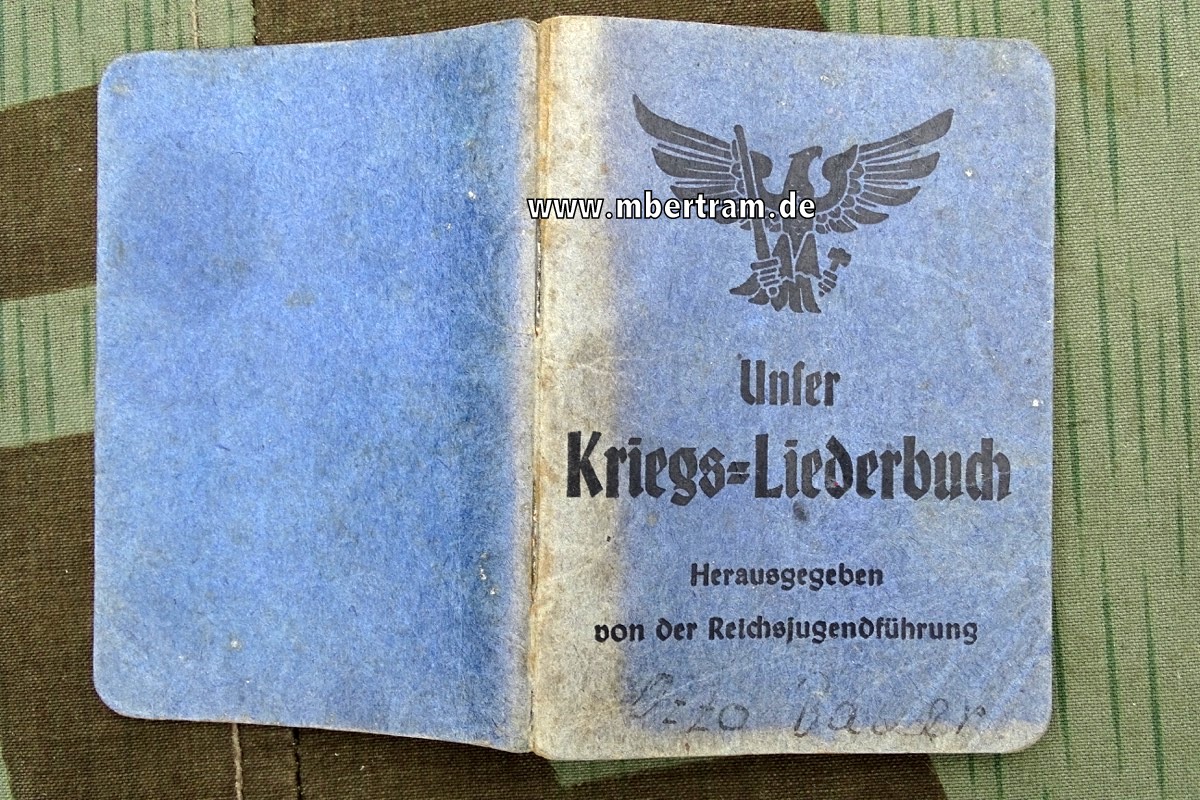 www.mbertram.de
Unser
Kriegs=Liederbuch
Herausgegeben
von der Reichsjugendführung